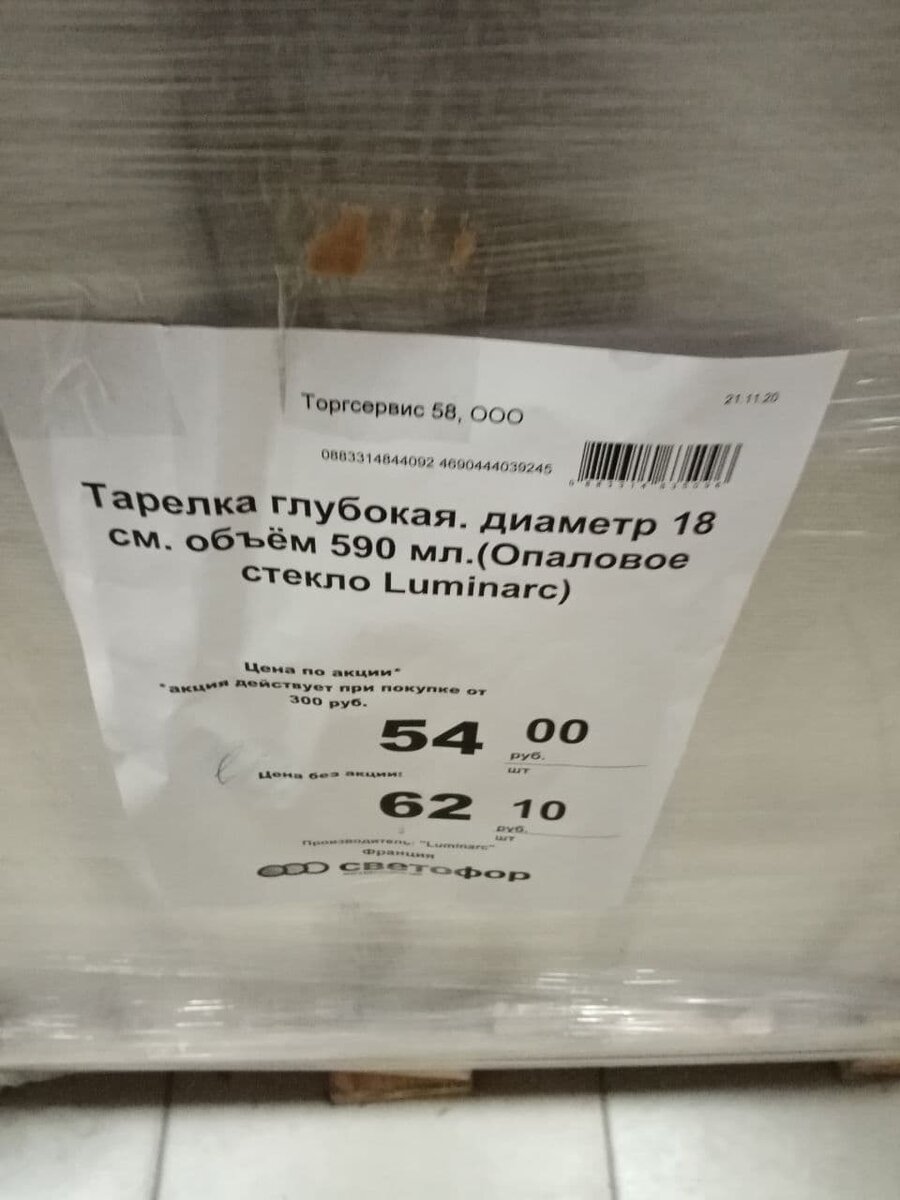 Торгсервис 58, ООО
21.11.20
0883314844092 4690444039245
Тарелка глубокая. диаметр 18
см. объём 590 мл.(Опаловое
стекло Luminarc)
Цена по акции*
*акция действует при покупке от
300 руб.
54 00
руб.
шт
Цена без акции:
62 10
руб.
шт
Производитель: "Luminarc"
Франция
светофор